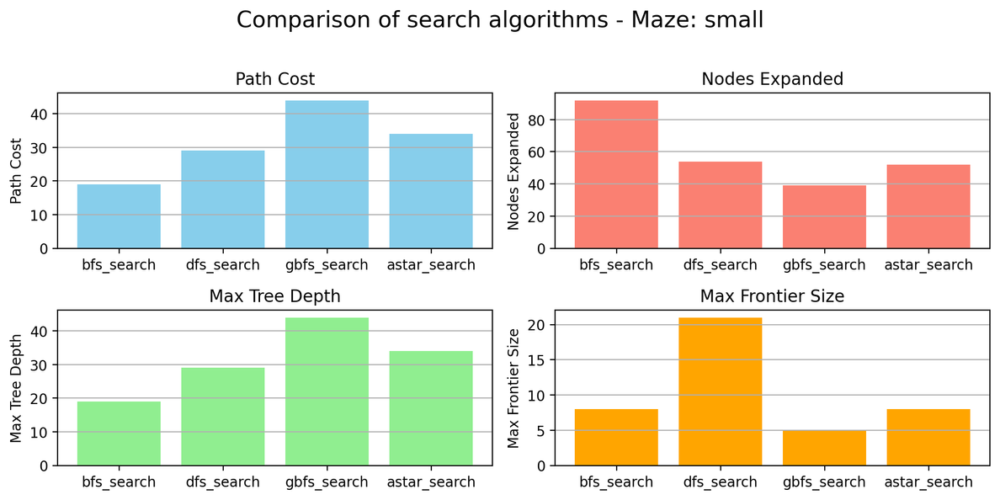 Comparison of search algorithms - Maze: small
Path Cost
Path Cost
40
30
20
10
0
bfs_search dfs_search gbfs_search astar_search
Nodes Expanded
Nodes Expanded
80
60
40
20
0
bfs_search dfs_search gbfs_search astar_search
Max Tree Depth
Max Tree Depth
40
30
20
10
0
bfs_search dfs_search gbfs_search astar_search
Max Frontier Size
Max Frontier Size
20
15
10
5
0
bfs_search dfs_search gbfs_search astar_search